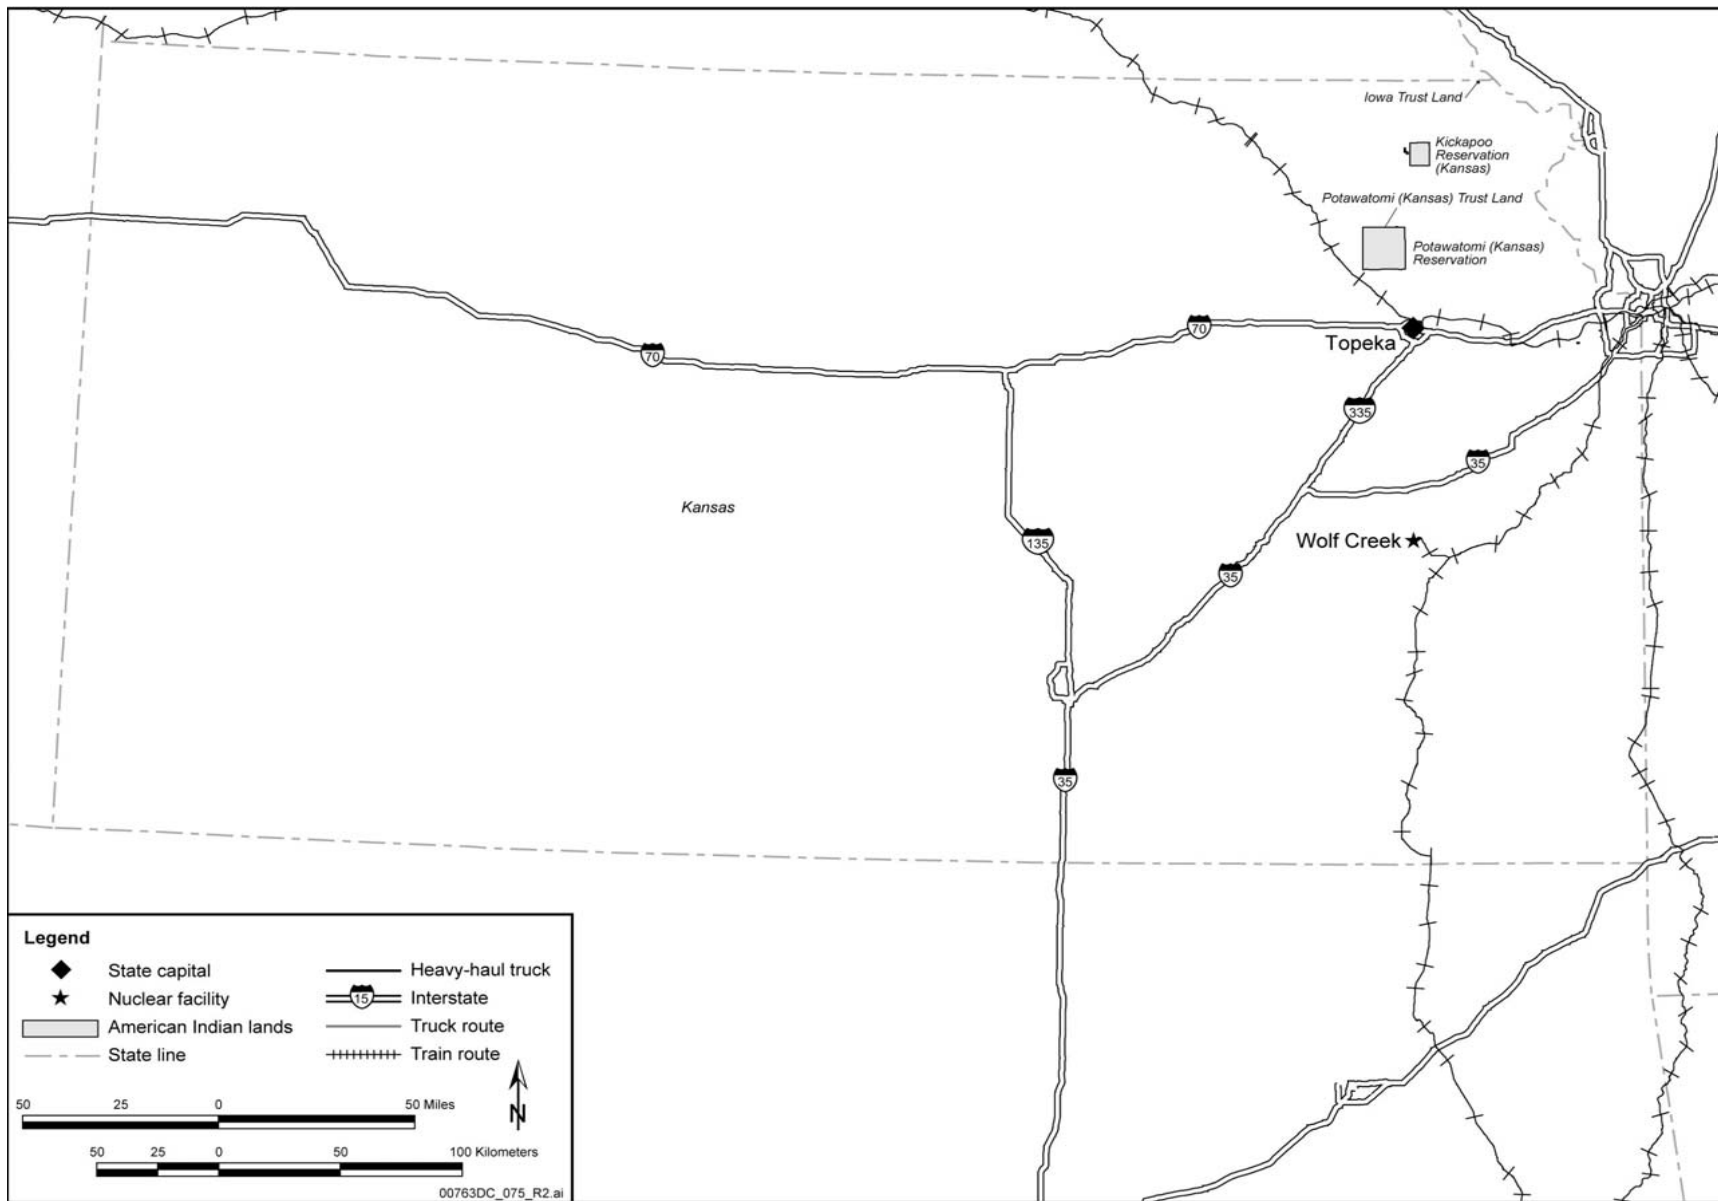 Iowa Trust Land
Kickapoo
Reservation
(Kansas)
Potawatomi (Kansas) Trust Land
Potawatomi (Kansas)
Reservation
70
70
Topeka
335
35
Kansas
135
Wolf Creek
35
35
Legend
State capital
Nuclear facility
American Indian lands
State line
Heavy-haul truck
15 Interstate
Truck route
Train route
N
50 25 0 50 Miles
50 25 0 50 100 Kilometers
00763DC_075_R2.ai